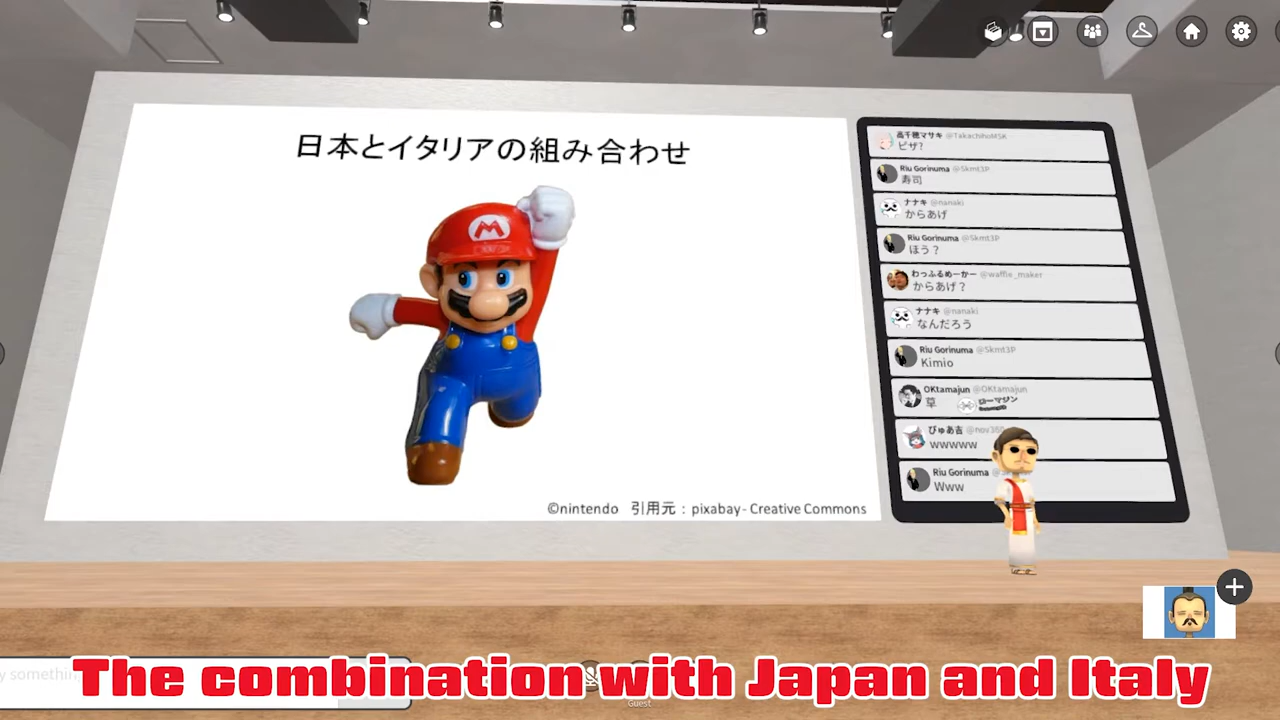 日本とイタリアの組み合わせ
M
©nintendo 引用元：pixabay - Creative Commons
高千穂マサキ @TakachihoMSK
ピザ?
Riu Gorinuma @5kmt3P
寿司
ナナキ @nanaki
からあげ
Riu Gorinuma @5kmt3P
ほう？
わっふるめーかー @waffle_maker
からあげ？
ナナキ @nanaki
なんだろう
Riu Gorinuma @5kmt3P
Kimio
OKtamajun @OKtamajun
草
ローマジン
ぴゅあ吉
wwwww
Riu Gorinuma
Www
The combination with Japan and Italy
Guest